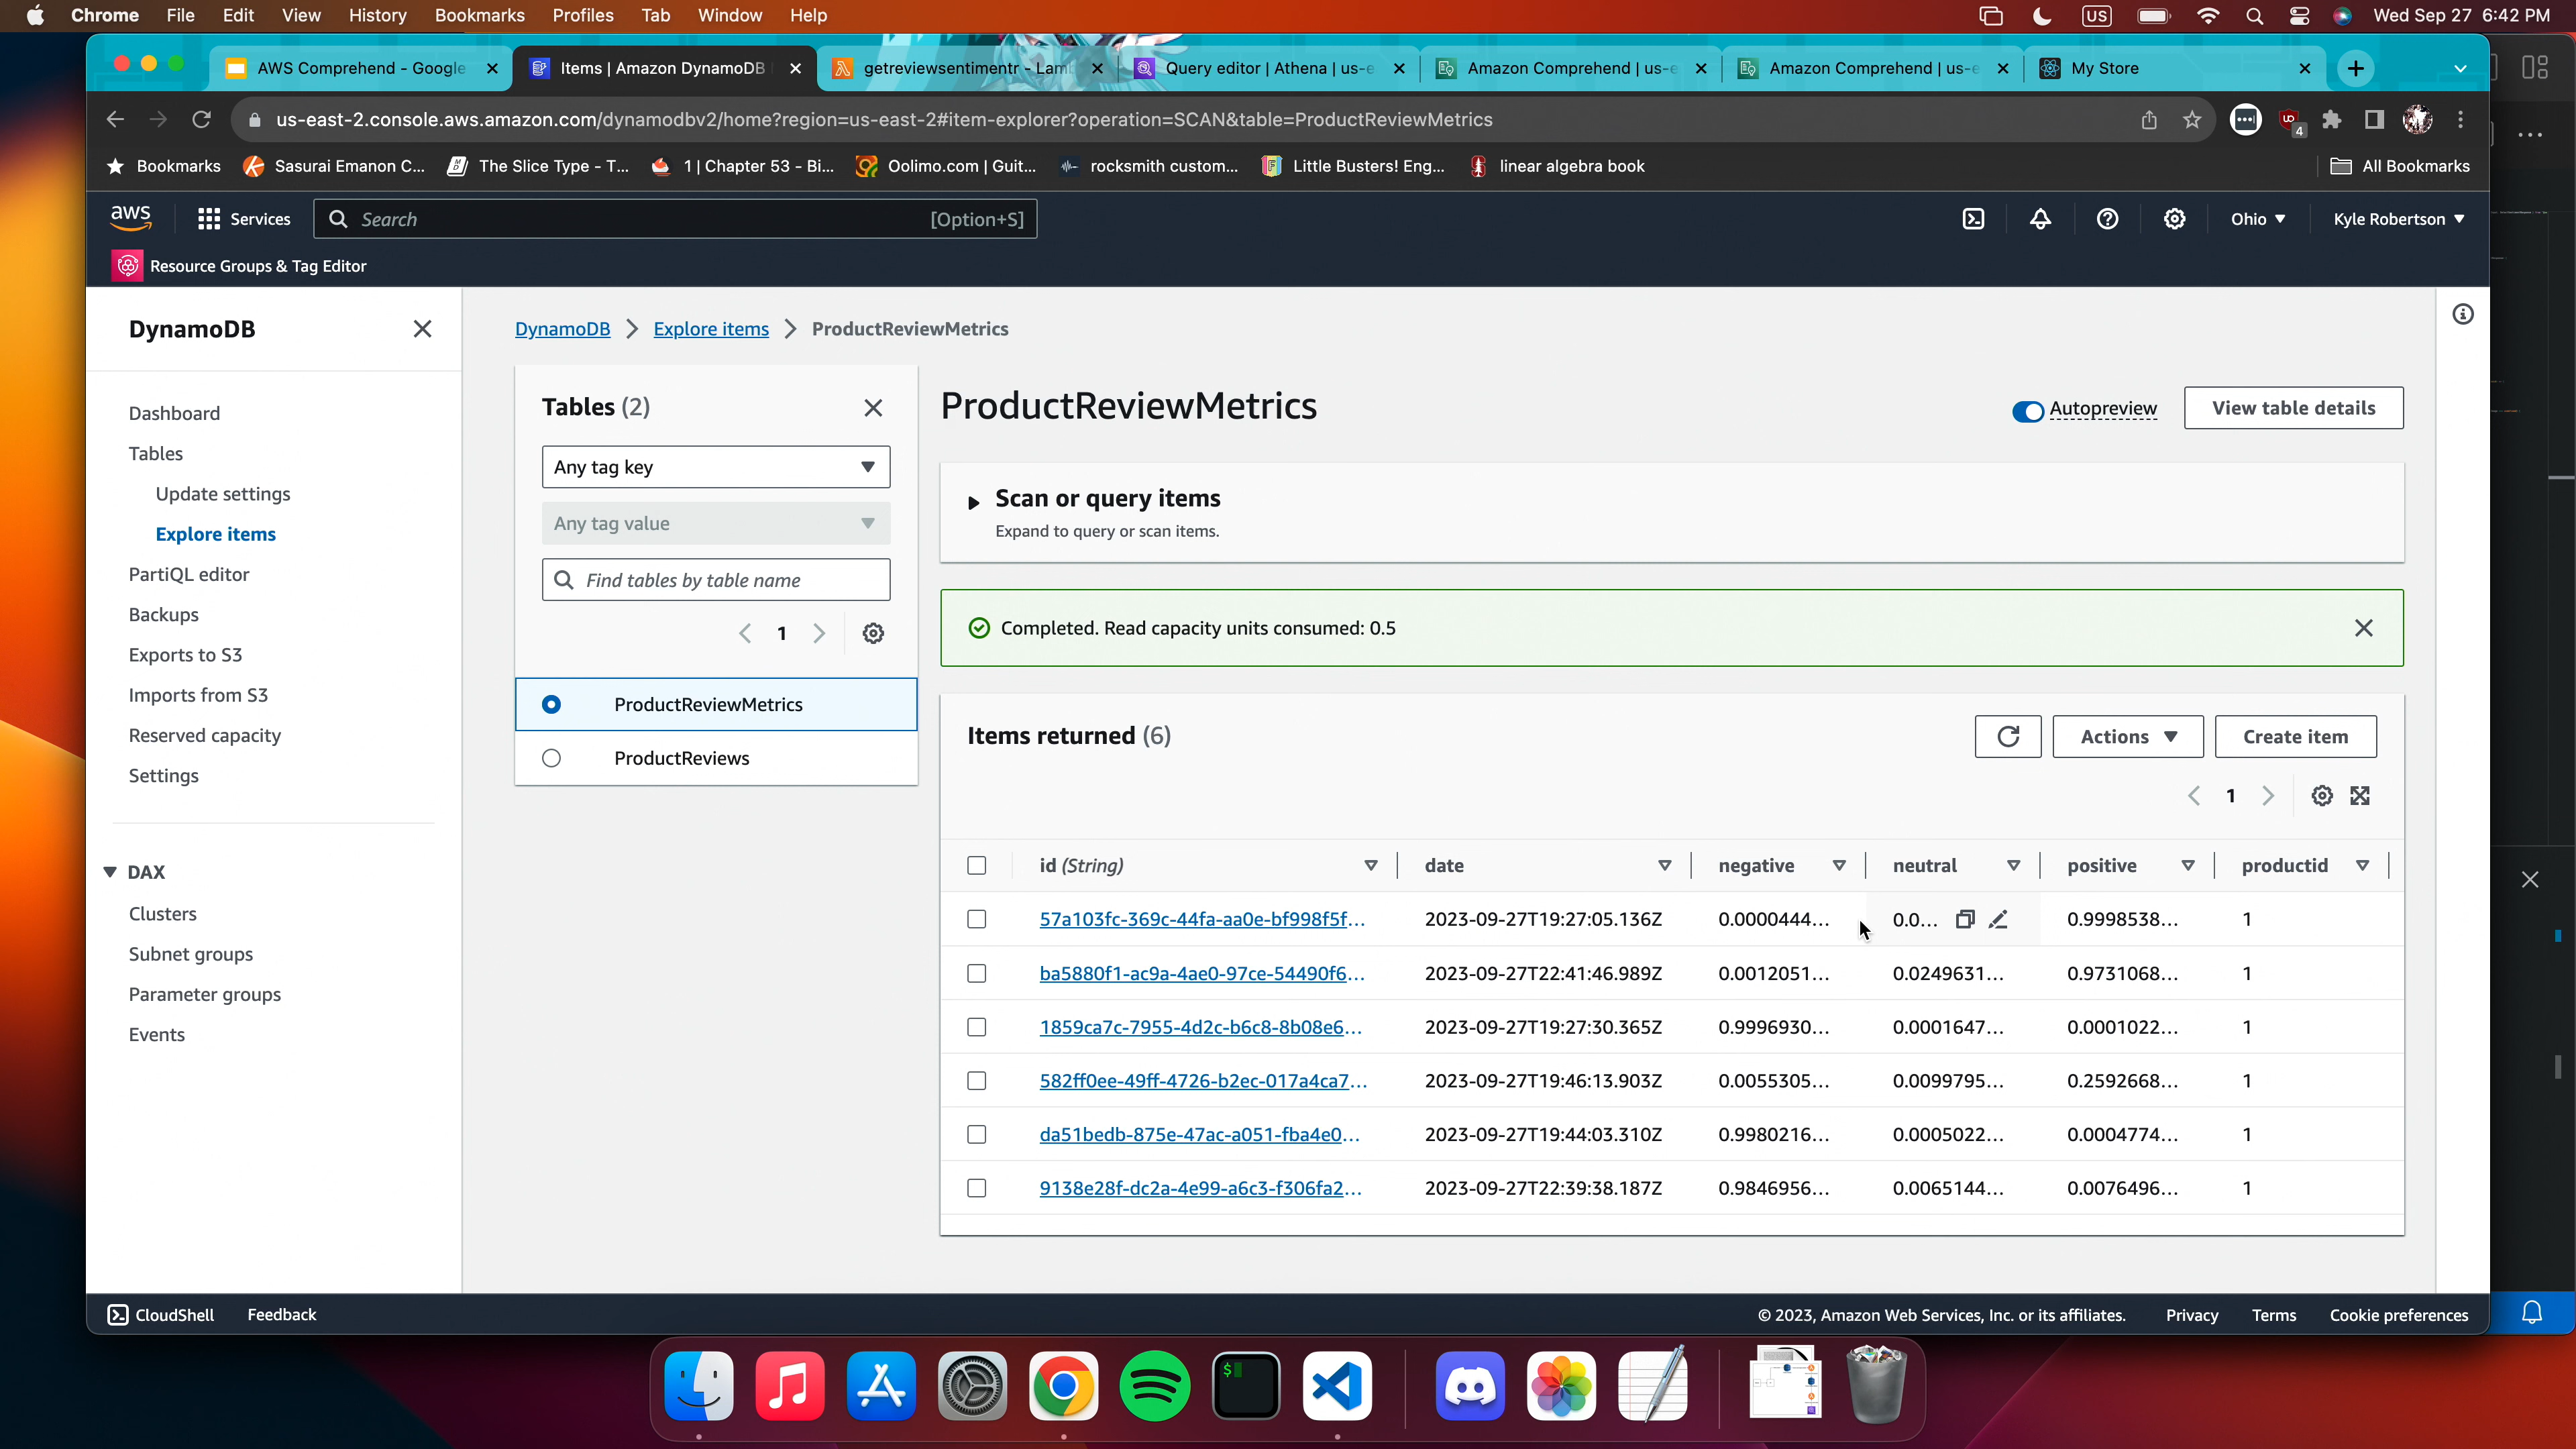 Chrome File Edit View History Bookmarks Profiles Tab Window Help US Wed Sep 27 6:42 PM
AWS Comprehend - Google Items | Amazon DynamoDB getreviewsentimentr - Lam Query editor | Athena | us-e Amazon Comprehend | us-e Amazon Comprehend | us-e My Store
us-east-2.console.aws.amazon.com/dynamodbv2/home?region=us-east-2#item-explorer?operation=SCAN&table=ProductReviewMetrics 4
Bookmarks Sasurai Emanon C... The Slice Type - T... 1 | Chapter 53 - Bi... Oolimo.com | Guit... rocksmith custom... Little Busters! Eng... linear algebra book All Bookmarks
aws Services Search [Option+S] Ohio Kyle Robertson
Resource Groups & Tag Editor
DynamoDB
Dashboard
Tables
Update settings
Explore items
PartiQL editor
Backups
Exports to S3
Imports from S3
Reserved capacity
Settings
DAX
Clusters
Subnet groups
Parameter groups
Events
DynamoDB Explore items ProductReviewMetrics
Tables (2)
Any tag key
Any tag value
Find tables by table name
1
ProductReviewMetrics
ProductReviews
ProductReviewMetrics
Autopreview View table details
Scan or query items
Expand to query or scan items.
Completed. Read capacity units consumed: 0.5
Items returned (6)
Actions Create item
1
id (String) date negative neutral positive productid
57a103fc-369c-44fa-aa0e-bf998f5f... 2023-09-27T19:27:05.136Z 0.0000444... 0.0... 0.9998538... 1
ba5880f1-ac9a-4ae0-97ce-54490f6... 2023-09-27T22:41:46.989Z 0.0012051... 0.0249631... 0.9731068... 1
1859ca7c-7955-4d2c-b6c8-8b08e6... 2023-09-27T19:27:30.365Z 0.9996930... 0.0001647... 0.0001022... 1
582ff0ee-49ff-4726-b2ec-017a4ca7... 2023-09-27T19:46:13.903Z 0.0055305... 0.0099795... 0.2592668... 1
da51bedb-875e-47ac-a051-fba4e0... 2023-09-27T19:44:03.310Z 0.9980216... 0.0005022... 0.0004774... 1
9138e28f-dc2a-4e99-a6c3-f306fa2... 2023-09-27T22:39:38.187Z 0.9846956... 0.0065144... 0.0076496... 1
CloudShell Feedback © 2023, Amazon Web Services, Inc. or its affiliates. Privacy Terms Cookie preferences